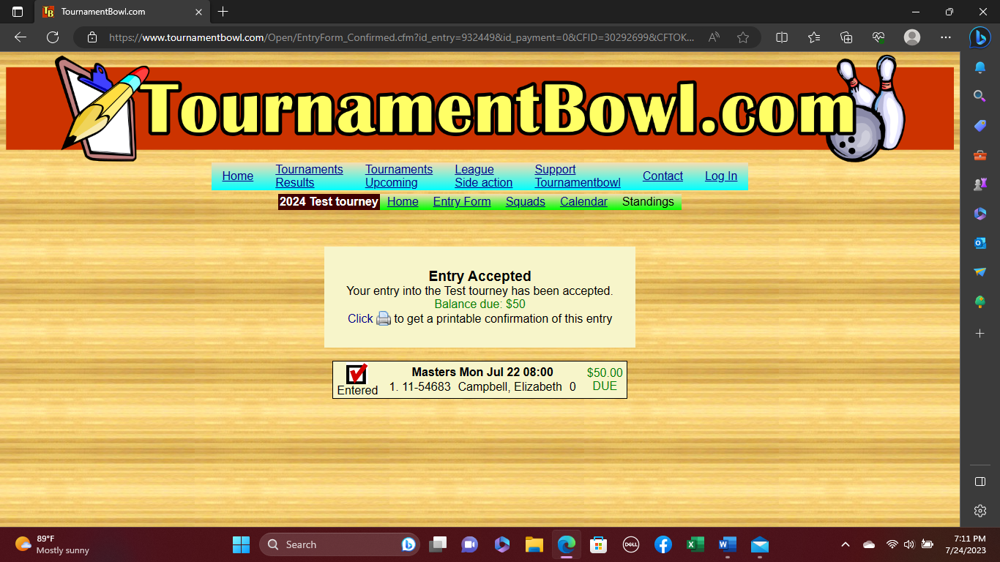 TournamentBowl.com
https://www.tournamentbowl.com/Open/EntryForm_Confirmed.cfm?id_entry=932449&id_payment=0&CFID=30292699&CFTOK...
TournamentBowl.com
Home
Tournaments
Results
Tournaments
Upcoming
League
Side action
Support
Tournamentbowl
Contact
Log In
2024 Test tourney Home Entry Form Squads Calendar Standings
Entry Accepted
Your entry into the Test tourney has been accepted.
Balance due: $50
Click to get a printable confirmation of this entry
Entered
Masters Mon Jul 22 08:00
1. 11-54683 Campbell, Elizabeth 0
$50.00
DUE
89°F
Mostly sunny
Search
DELL
7:11 PM
7/24/2023